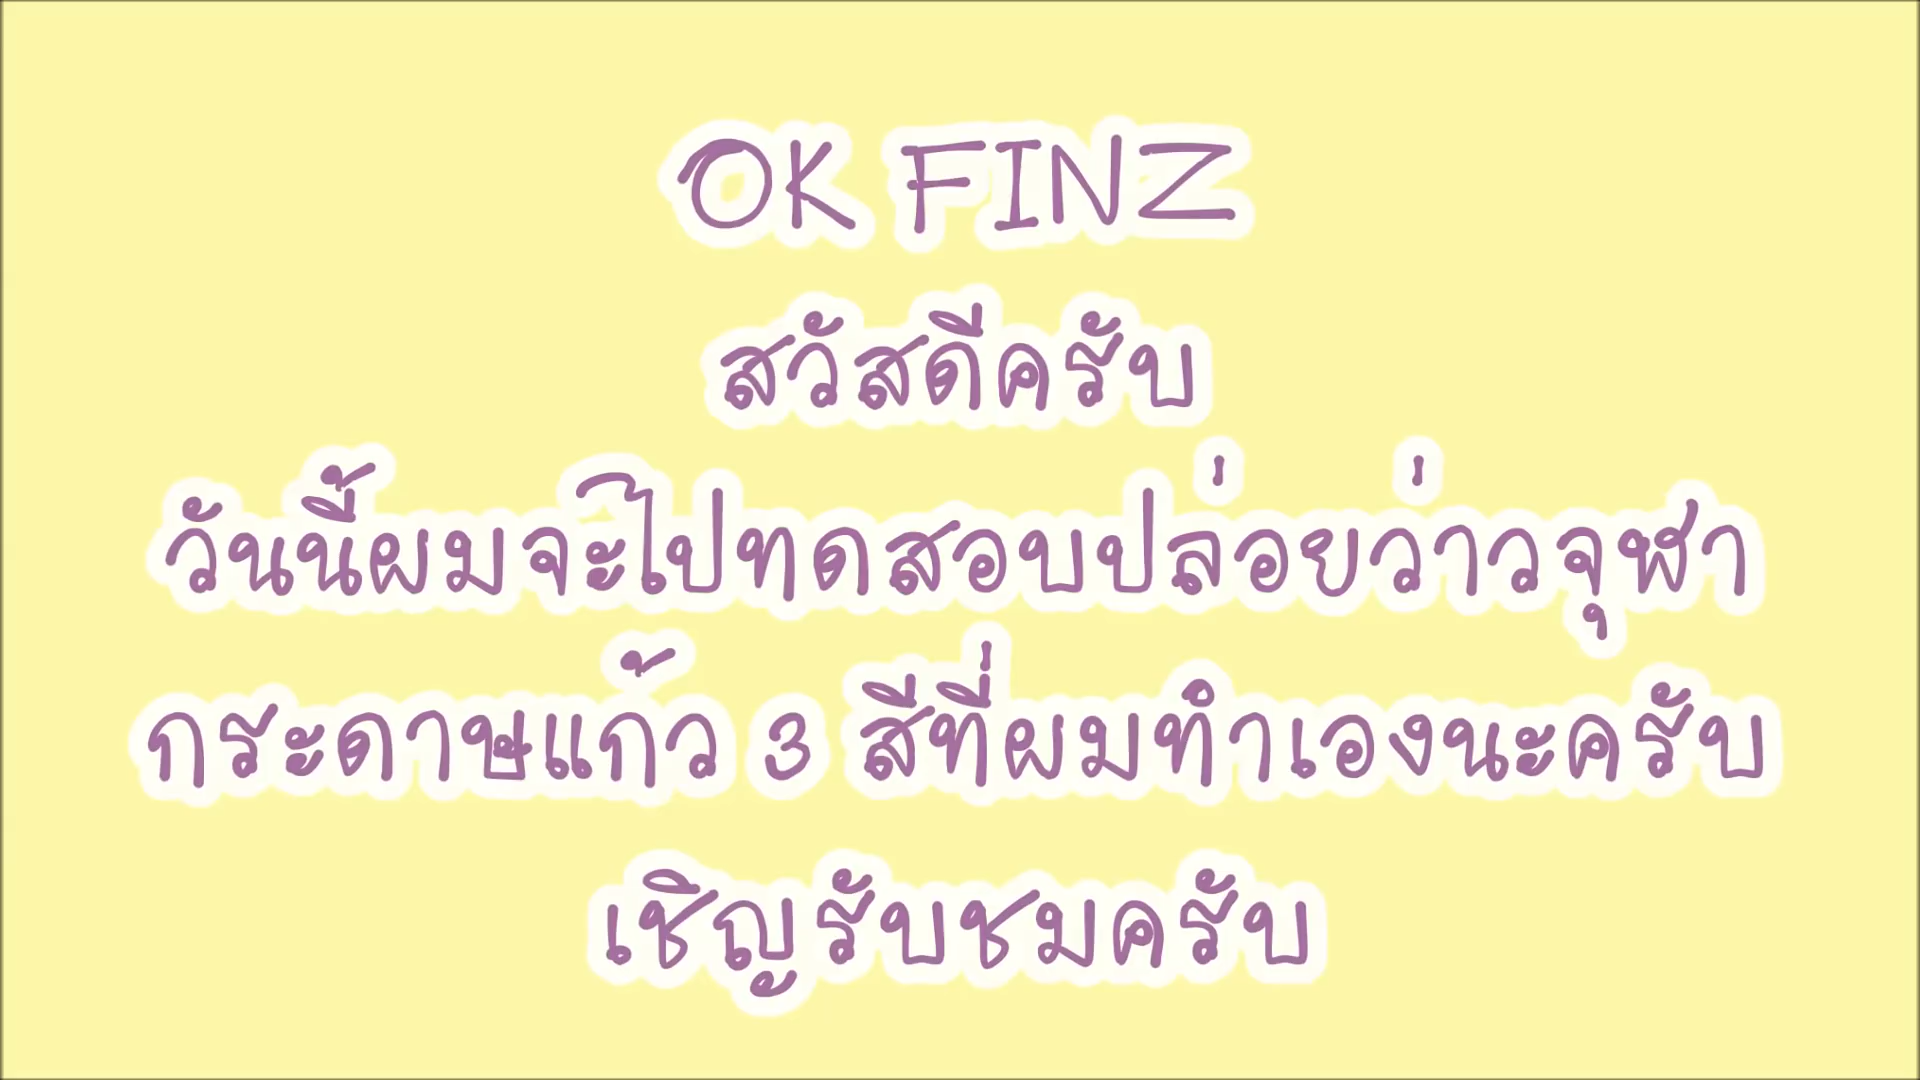 OK FINZ
สวัสดีครับ
วันนี้ผมจะไปทดสอบปล่อยว่าวจุฬา
กระดาษแก้ว 3 สีที่ผมทำเองนะครับ
เชิญรับชมครับ